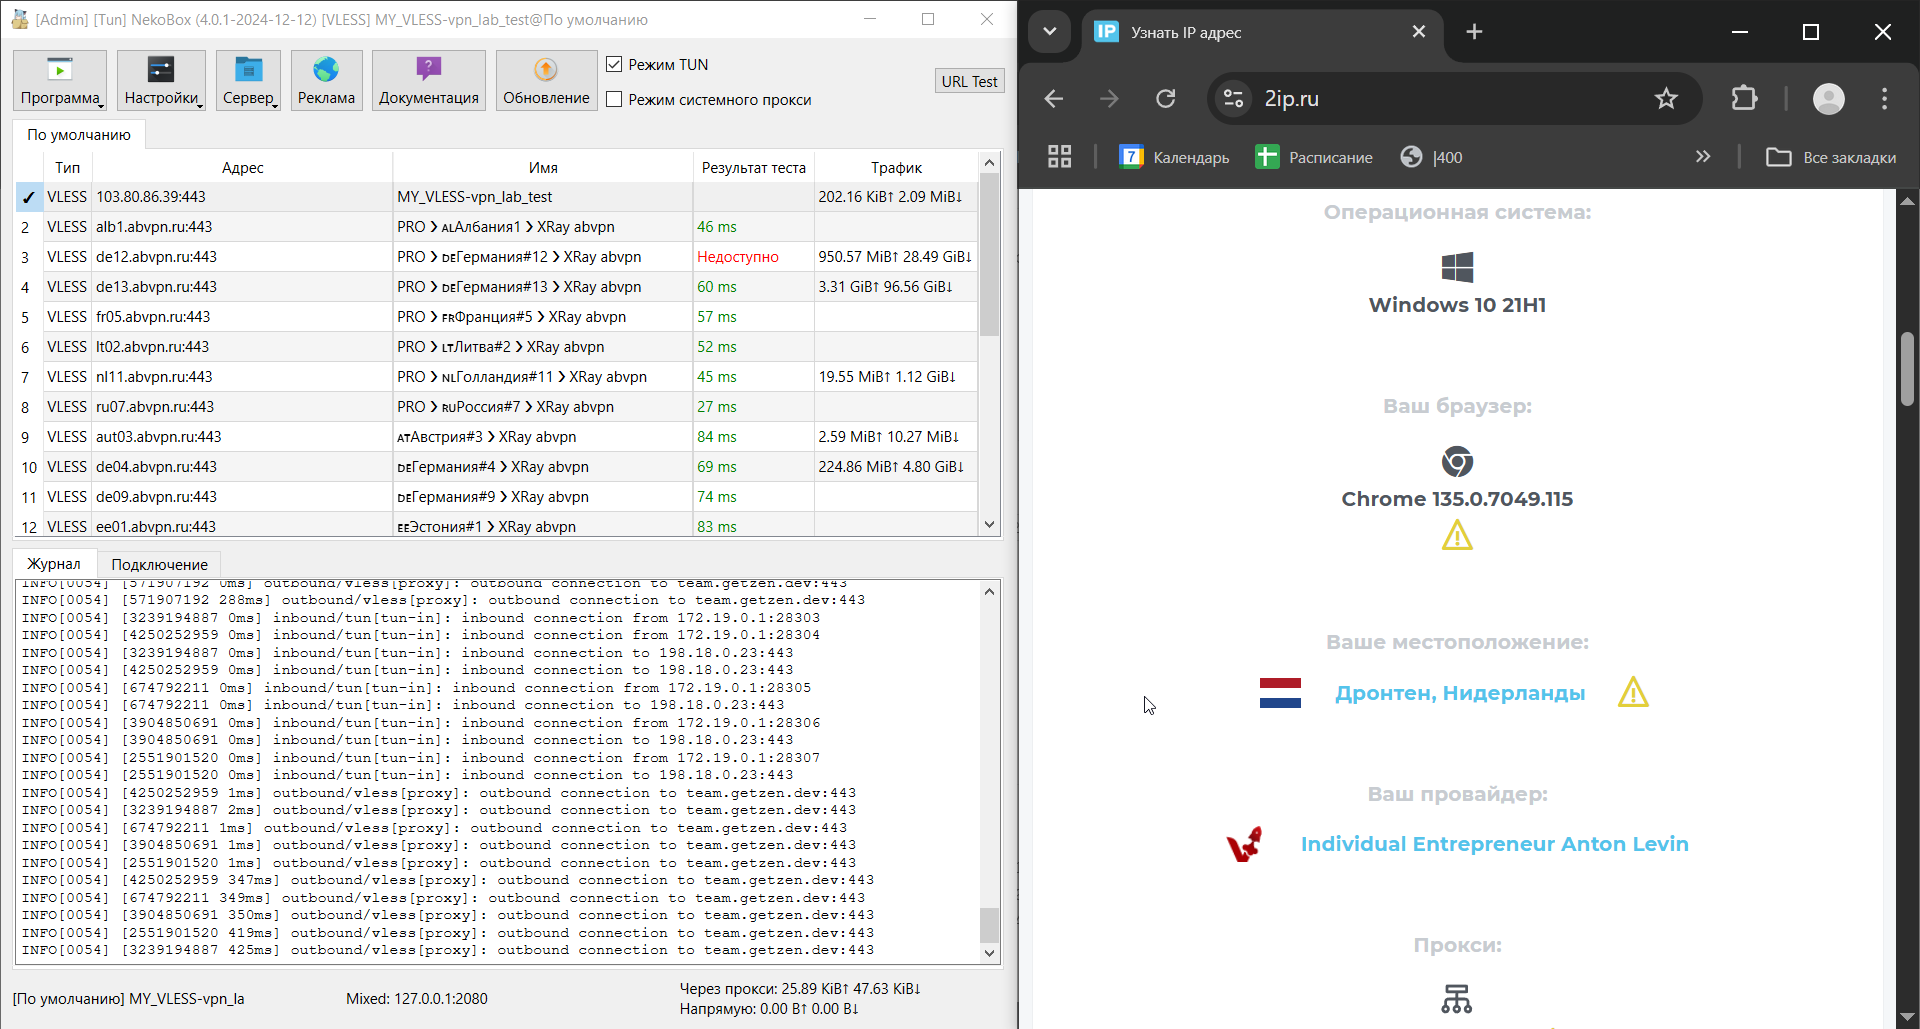 [Admin] [Tun] NekoBox (4.0.1-2024-12-12) [VLESS] MY_VLESS-vpn_lab_test@По умолчанию
Программа
Настройки
Сервер
Реклама
Документация
Обновление
Режим TUN
Режим системного прокси
URL Test
По умолчанию
Тип Адрес Имя Результат теста Трафик
✓ VLESS 103.80.86.39:443 MY_VLESS-vpn_lab_test 202.16 KiB↑ 2.09 MiB↓
2 VLESS alb1.abvpn.ru:443 PRO ❯ ALАлбания1 ❯ XRay abvpn 46 ms
3 VLESS de12.abvpn.ru:443 PRO ❯ DEГермания#12 ❯ XRay abvpn Недоступно 950.57 MiB↑ 28.49 GiB↓
4 VLESS de13.abvpn.ru:443 PRO ❯ DEГермания#13 ❯ XRay abvpn 60 ms 3.31 GiB↑ 96.56 GiB↓
5 VLESS fr05.abvpn.ru:443 PRO ❯ FRФранция#5 ❯ XRay abvpn 57 ms
6 VLESS lt02.abvpn.ru:443 PRO ❯ LTЛитва#2 ❯ XRay abvpn 52 ms
7 VLESS nl11.abvpn.ru:443 PRO ❯ NLГолландия#11 ❯ XRay abvpn 45 ms 19.55 MiB↑ 1.12 GiB↓
8 VLESS ru07.abvpn.ru:443 PRO ❯ RUРоссия#7 ❯ XRay abvpn 27 ms
9 VLESS aut03.abvpn.ru:443 ATАвстрия#3 ❯ XRay abvpn 84 ms 2.59 MiB↑ 10.27 MiB↓
10 VLESS de04.abvpn.ru:443 DEГермания#4 ❯ XRay abvpn 69 ms 224.86 MiB↑ 4.80 GiB↓
11 VLESS de09.abvpn.ru:443 DEГермания#9 ❯ XRay abvpn 74 ms
12 VLESS ee01.abvpn.ru:443 EEЭстония#1 ❯ XRay abvpn 83 ms
Журнал Подключение
INFO[0054] [571907192 0ms] outbound/vless[proxy]: outbound connection to team.getzen.dev:443
INFO[0054] [571907192 288ms] outbound/vless[proxy]: outbound connection to team.getzen.dev:443
INFO[0054] [3239194887 0ms] inbound/tun[tun-in]: inbound connection from 172.19.0.1:28303
INFO[0054] [4250252959 0ms] inbound/tun[tun-in]: inbound connection from 172.19.0.1:28304
INFO[0054] [3239194887 0ms] inbound/tun[tun-in]: inbound connection to 198.18.0.23:443
INFO[0054] [4250252959 0ms] inbound/tun[tun-in]: inbound connection to 198.18.0.23:443
INFO[0054] [674792211 0ms] inbound/tun[tun-in]: inbound connection from 172.19.0.1:28305
INFO[0054] [674792211 0ms] inbound/tun[tun-in]: inbound connection to 198.18.0.23:443
INFO[0054] [3904850691 0ms] inbound/tun[tun-in]: inbound connection from 172.19.0.1:28306
INFO[0054] [3904850691 0ms] inbound/tun[tun-in]: inbound connection to 198.18.0.23:443
INFO[0054] [2551901520 0ms] inbound/tun[tun-in]: inbound connection from 172.19.0.1:28307
INFO[0054] [2551901520 0ms] inbound/tun[tun-in]: inbound connection to 198.18.0.23:443
INFO[0054] [4250252959 1ms] outbound/vless[proxy]: outbound connection to team.getzen.dev:443
INFO[0054] [3239194887 2ms] outbound/vless[proxy]: outbound connection to team.getzen.dev:443
INFO[0054] [674792211 1ms] outbound/vless[proxy]: outbound connection to team.getzen.dev:443
INFO[0054] [3904850691 1ms] outbound/vless[proxy]: outbound connection to team.getzen.dev:443
INFO[0054] [2551901520 1ms] outbound/vless[proxy]: outbound connection to team.getzen.dev:443
INFO[0054] [4250252959 347ms] outbound/vless[proxy]: outbound connection to team.getzen.dev:443
INFO[0054] [674792211 349ms] outbound/vless[proxy]: outbound connection to team.getzen.dev:443
INFO[0054] [3904850691 350ms] outbound/vless[proxy]: outbound connection to team.getzen.dev:443
INFO[0054] [2551901520 419ms] outbound/vless[proxy]: outbound connection to team.getzen.dev:443
INFO[0054] [3239194887 425ms] outbound/vless[proxy]: outbound connection to team.getzen.dev:443
[По умолчанию] MY_VLESS-vpn_la
Mixed: 127.0.0.1:2080
Через прокси: 25.89 KiB↑ 47.63 KiB↓
Напрямую: 0.00 B↑ 0.00 B↓
IP Узнать IP адрес
2ip.ru
7 Календарь Расписание |400 » Все закладки
Операционная система:
Windows 10 21H1
Ваш браузер:
Chrome 135.0.7049.115
Ваше местоположение:
Дронтен, Нидерланды
Ваш провайдер:
Individual Entrepreneur Anton Levin
Прокси: